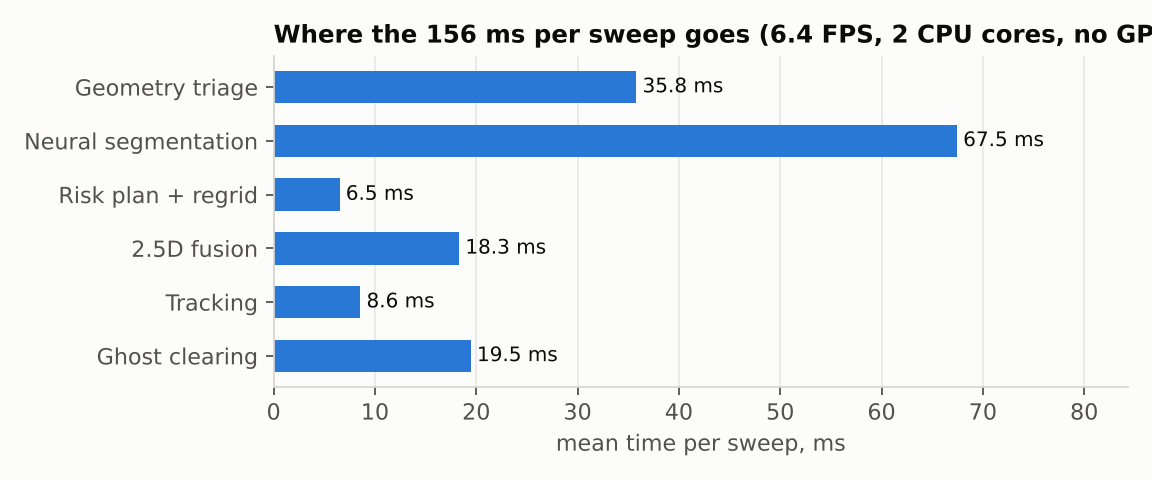 Where the 156 ms per sweep goes (6.4 FPS, 2 CPU cores, no GP
Geometry triage 35.8 ms
Neural segmentation 67.5 ms
Risk plan + regrid 6.5 ms
2.5D fusion 18.3 ms
Tracking 8.6 ms
Ghost clearing 19.5 ms
0 10 20 30 40 50 60 70 80
mean time per sweep, ms